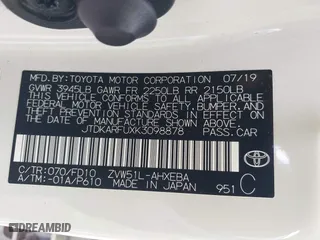 MFD.BY:TOYOTA MOTOR CORPORATION 07/19
GVWR 3945LB GAWR FR 2250LB RR 2150LB
THIS VEHICLE CONFORMS TO ALL APPLICABLE
FEDERAL MOTOR VEHICLE SAFETY AND
THEFT PREVENTION STANDARDS IN EFFECT ON
THE DATE OF MANUFACTURE SHOWN ABOVE.
JTDKARFUXK3098878 PASS.CAR
ZVW51L-AHXEBA
C/TR:070/FD10
A/TM:-01A/P610 MADE IN JAPAN 951 C
TOYOTA
DREAMBID